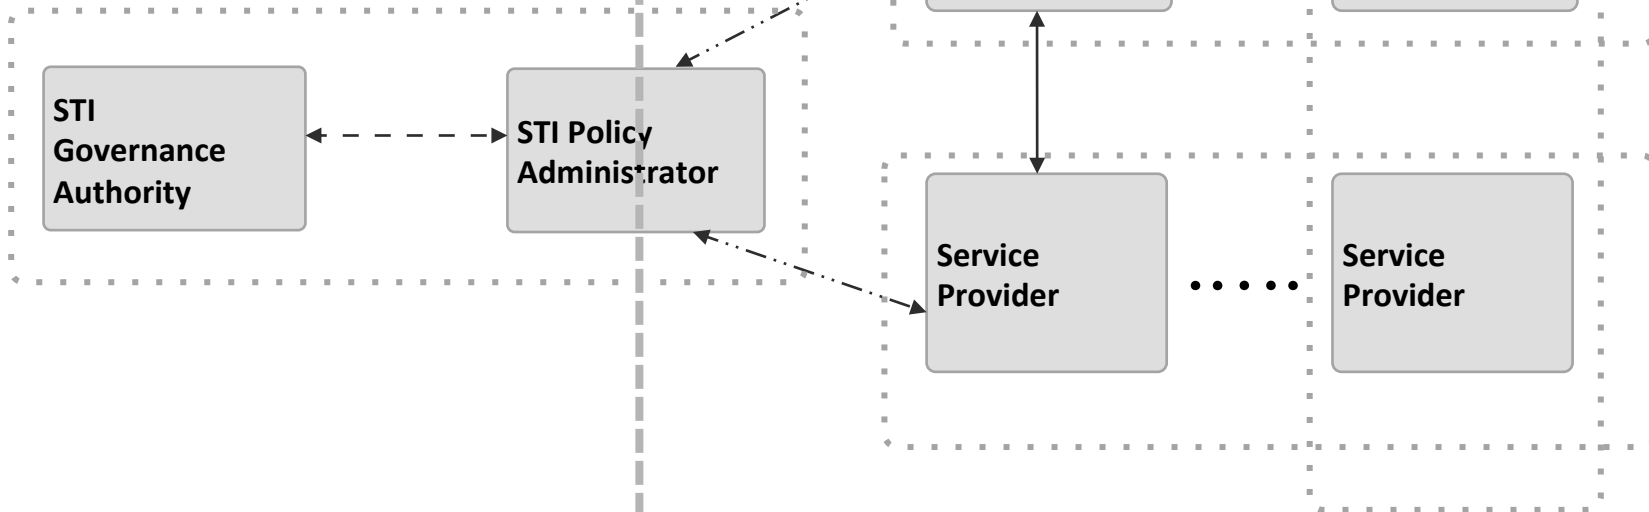 STI
Governance
Authority
STI Policy
Administrator
Service
Provider
Service
Provider